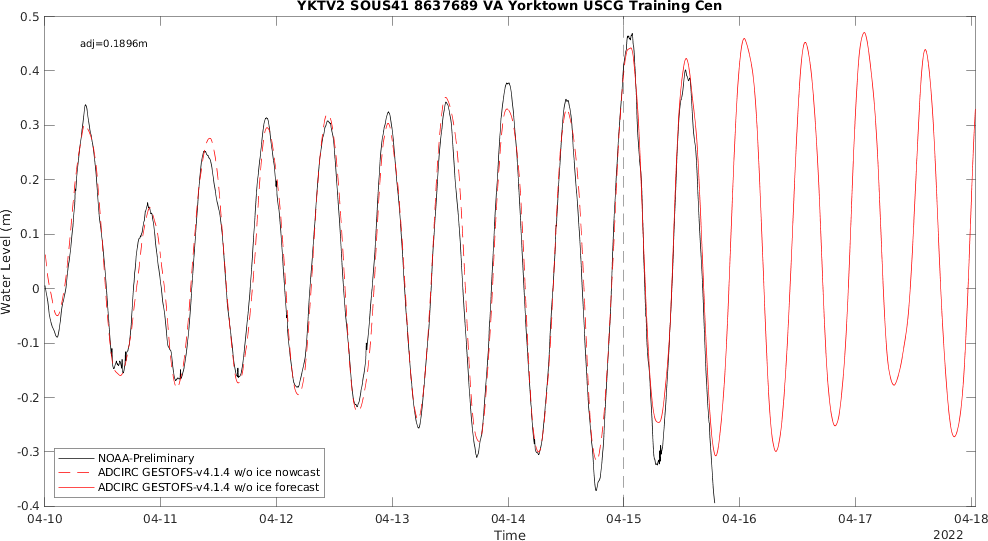 YKTV2 SOUS41 8637689 VA Yorktown USCG Training Cen
adj=0.1896m
0.5
0.4
0.3
0.2
0.1
0
-0.1
-0.2
-0.3
-0.4
Water Level (m)
NOAA-Preliminary
ADCIRC GESTOFS-v4.1.4 w/o ice nowcast
ADCIRC GESTOFS-v4.1.4 w/o ice forecast
04-10 04-11 04-12 04-13 04-14 04-15 04-16 04-17 04-18
Time
2022